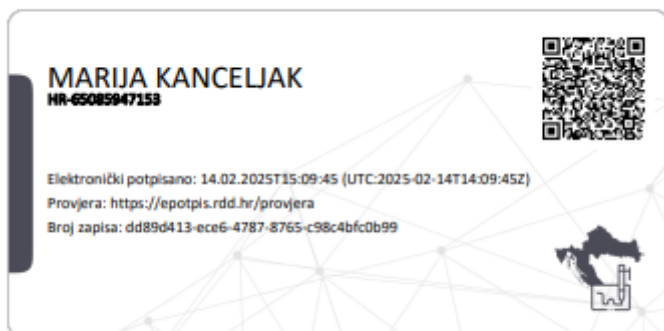 MARIJA KANCELJAK
HR-65085947153
Elektronički potpisano: 14.02.2025T15:09:45 (UTC:2025-02-14T14:09:45Z)
Provjera: https://epotpis.rdd.hr/provjera
Broj zapisa: dd89d413-ece6-4787-8765-c98c4bfc0b99